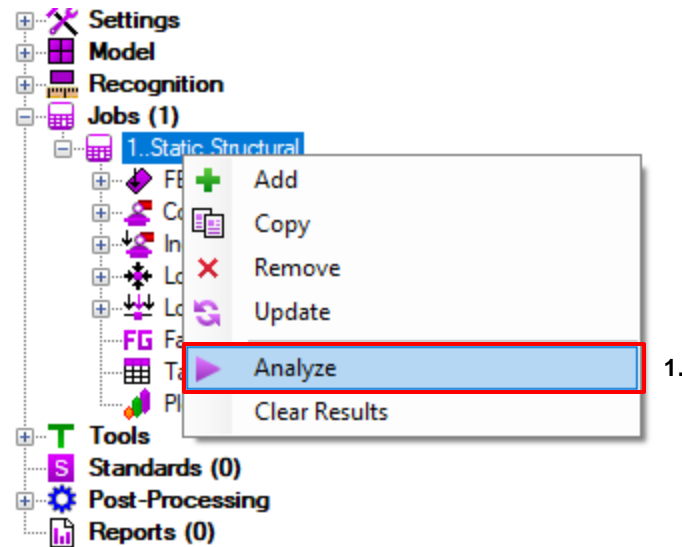 Settings
Model
Recognition
Jobs (1)
1..Static Structural
Add
Copy
Remove
Update
FG
Analyze
1.
Clear Results
Tools
S Standards (0)
Post-Processing
Reports (0)